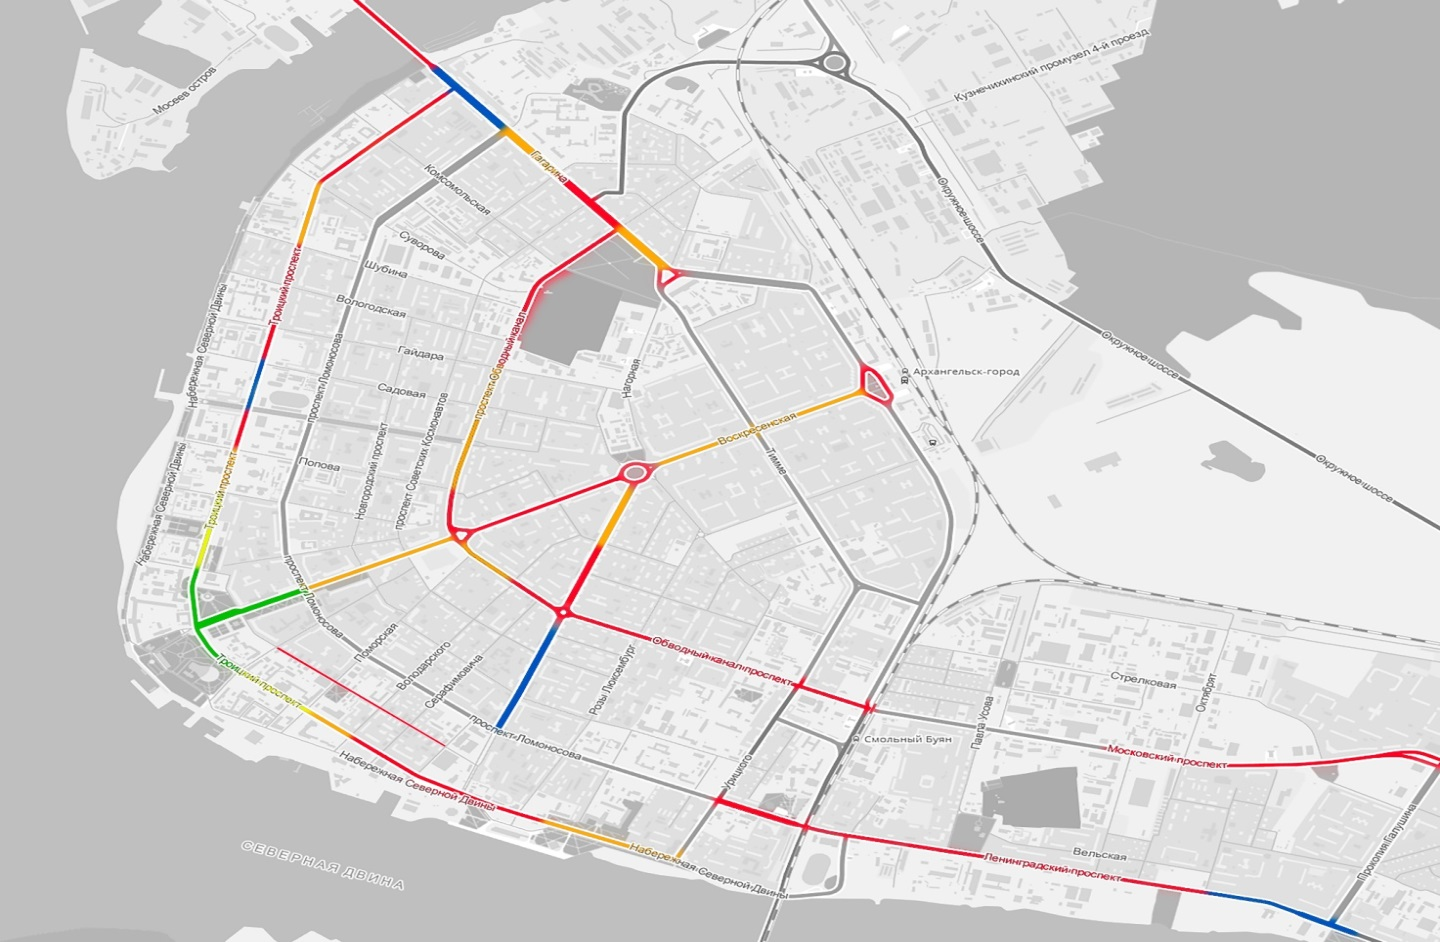 Мосеев остров
Кузнечихинский промузел 4-й проезд
Гагарина
Комсомольская
Окружное шоссе
Суворова
Шубина
Троицкий проспект
Набережная Северной Двины
Вологодская
проспект Ломоносова
проспект Обводный канал
Гайдара
Нагорная
Окружное шоссе
Архангельск-город
Садовая
Воскресенская
Тимме
Окружное шоссе
Попова
Новгородский проспект
проспект Советских Космонавтов
Троицкий проспект
Набережная Северной Двины
проспект Ломоносова
Поморская
Володарского
Серафимовича
Розы Люксембург
Обводный канал проспект
Троицкий проспект
проспект Ломоносова
Стрелковая
Октябрят
Павла Усова
Смольный Буян
Московский проспект
Урицкого
Набережная Северной Двины
Прокопия Галушина
Набережная Северной Двины
Вельская
Ленинградский проспект
СЕВЕРНАЯ ДВИНА